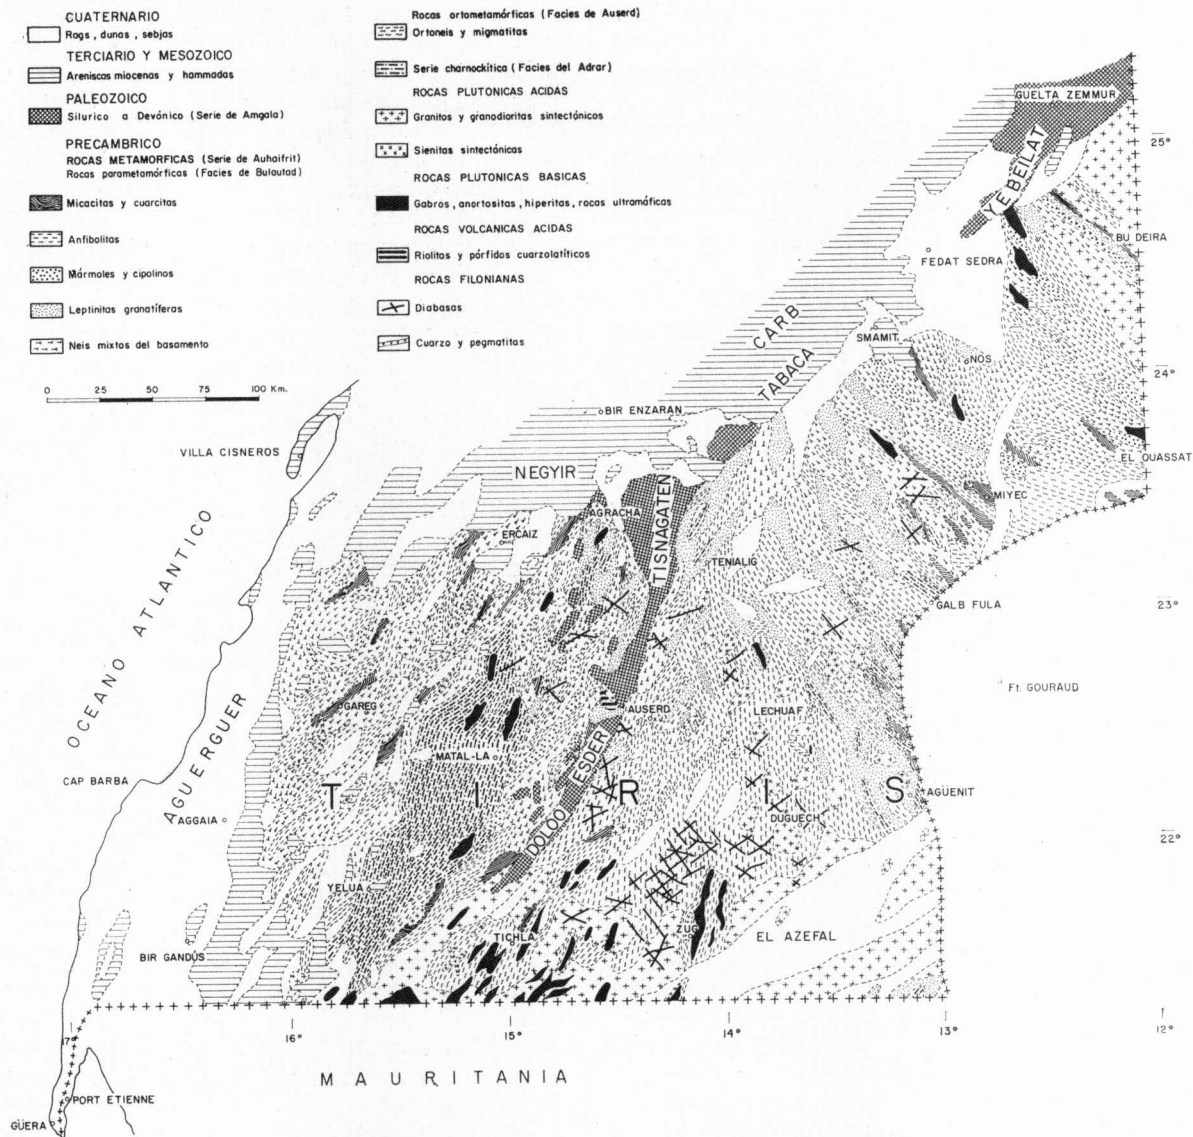 CUATERNARIO
Rags, dunas, sebjas
TERCIARIO Y MESOZOICO
Areniscas miocenas y hammadas
PALEOZOICO
Silurico a Devónico (Serie de Amgala)
PRECAMBRICO
ROCAS METAMORFICAS (Serie de Auhaifrit)
Rocas parametamórficas (Facies de Bulautad)
Micacitas y cuarcitas
Anfibolitas
Mármoles y cipolinos
Leptinitas granatíferas
Neis mixtos del basamento
0 25 50 75 100 Km.
Rocas ortometamórficas (Facies de Auserd)
Ortoneis y migmatitas
Serie charnockítica (Facies del Adrar)
ROCAS PLUTONICAS ACIDAS
Granitos y granodioritas sintectónicos
Sienitas sintectónicas
ROCAS PLUTONICAS BASICAS
Gabros, anortositas, hiperitas, rocas ultramáficas
ROCAS VOLCANICAS ACIDAS
Riolitas y pórfidos cuarzolatíticos
ROCAS FILONIANAS
Diabasas
Cuarzo y pegmatitas
GUELTA ZEMMUR
25°
YEBEILAT
BU DEIRA
FEDAT SEDRA
CARB
SMAMIT
NOS
TABACA
24°
BIR ENZARAN
VILLA CISNEROS
EL OUASSAT
NEGYIR
MIYEC
AGRACHA
TISNAGATEN
ERCAIZ
OCEANO ATLANTICO
TENIALIG
GALB FULA
23°
Ft. GOURAUD
GAREG
AUSERD
LECHUAF
AGUERGUER
MATAL-LA
DOLOO ESDER
CAP BARBA
T I R I S
AGÜENIT
AGGAIA
DUGUECH
22°
YELUA
TICHLA
ZUG
EL AZEFAL
BIR GANDUS
17°
16°
15°
14°
13°
12°
MAURITANIA
PORT ETIENNE
GÜERA